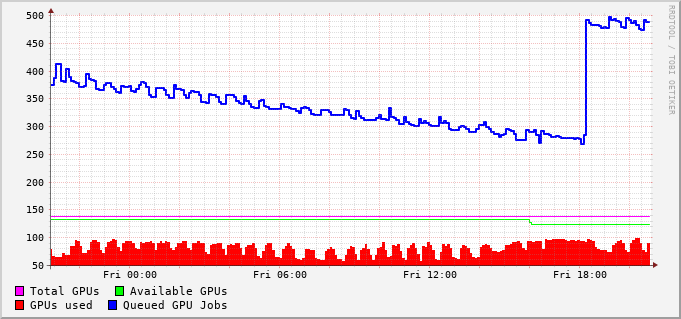 500
450
400
350
300
250
200
150
100
50
Fri 00:00 Fri 06:00 Fri 12:00 Fri 18:00
Total GPUs Available GPUs
GPUs used Queued GPU Jobs
RRDTOOL / TOBI OETIKER